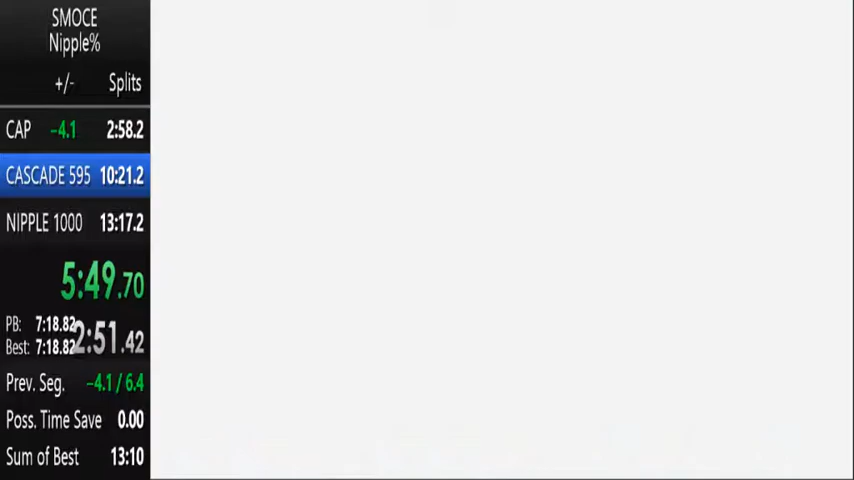 SMOCE
Nipple%
+/- Splits
CAP -4.1 2:58.2
CASCADE 595 10:21.2
NIPPLE 1000 13:17.2
5:49.70
PB: 7:18.82
2:51.42
Best: 7:18.82
Prev. Seg. -4.1 / 6.4
Poss. Time Save 0.00
Sum of Best 13:10